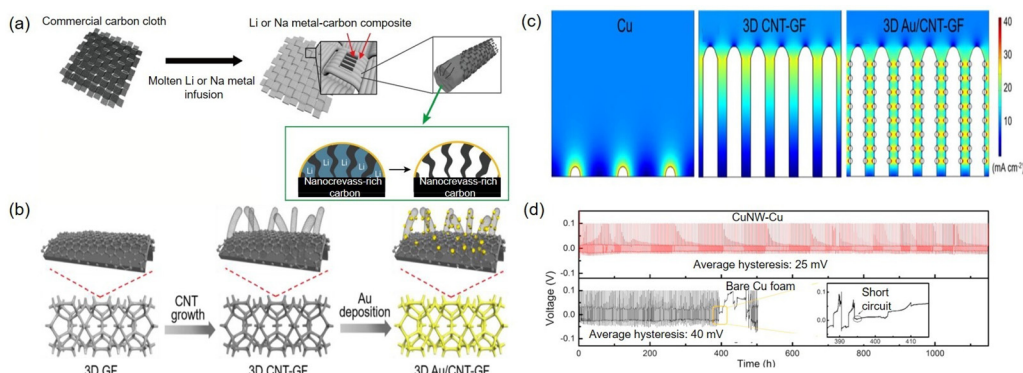 (a)
Commercial carbon cloth
Molten Li or Na metal
infusion
Li or Na metal-carbon composite
Li
Li
Li
Li
Li
Nanocrevass-rich
carbon
Nanocrevass-rich
carbon
(b)
CNT
growth
Au
deposition
3D GF
3D CNT-GF
3D Au/CNT-GF
(c)
Cu
3D CNT-GF
3D Au/CNT-GF
40
30
20
10
(mA cm-2)
(d)
CuNW-Cu
Average hysteresis: 25 mV
Bare Cu foam
Average hysteresis: 40 mV
Short
circuit
0.1
0.0
-0.1
0.1
0.0
-0.1
Voltage (V)
0.1
0.0
390
400
410
0
200
400
600
800
1000
Time (h)